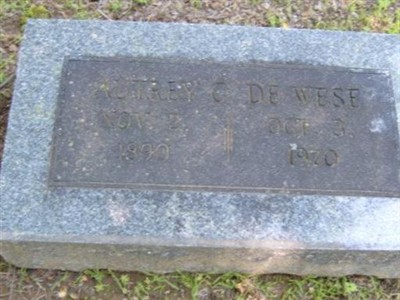 AUTREY C DE WESE
NOV. 2, OCT. 3,
1890 1970